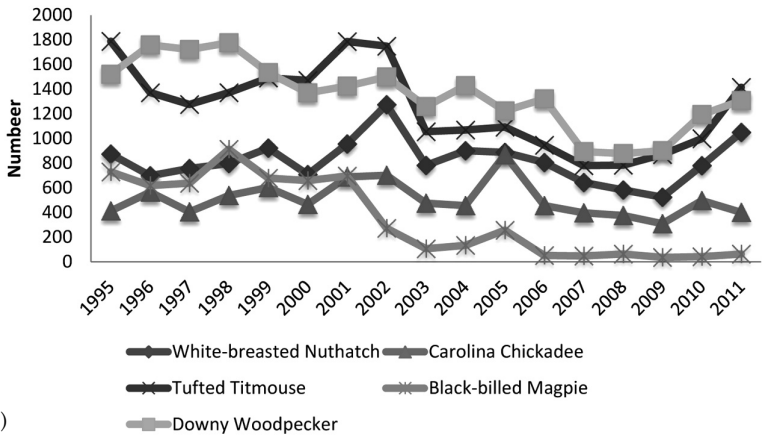 2000
1800
1600
1400
1200
1000
800
600
400
200
0
Numbeer
1995 1996 1997 1998 1999 2000 2001 2002 2003 2004 2005 2006 2007 2008 2009 2010 2011
White-breasted Nuthatch Carolina Chickadee
Tufted Titmouse Black-billed Magpie
) Downy Woodpecker